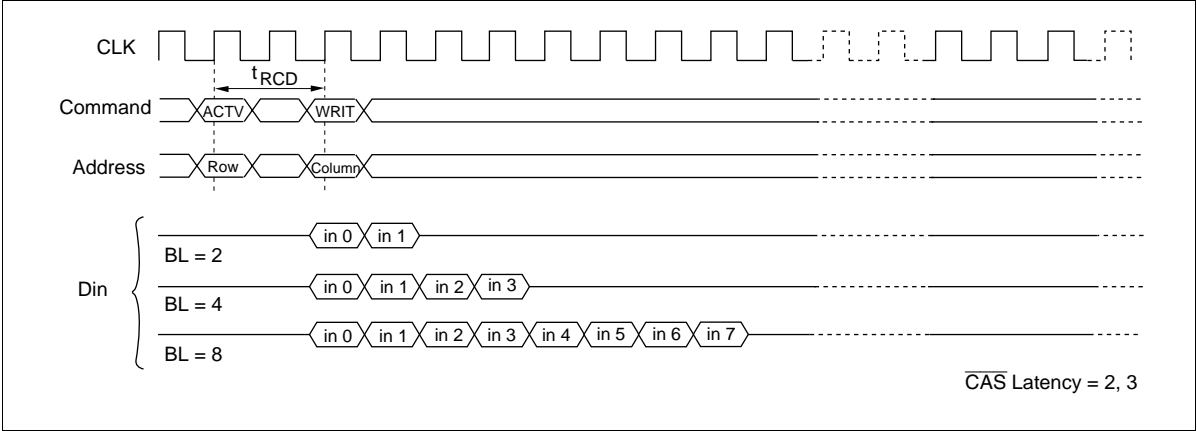 CLK
tRCD
Command ACTV WRIT
Address Row Column
in 0 in 1
BL = 2
Din in 0 in 1 in 2 in 3
BL = 4
in 0 in 1 in 2 in 3 in 4 in 5 in 6 in 7
BL = 8
CAS Latency = 2, 3